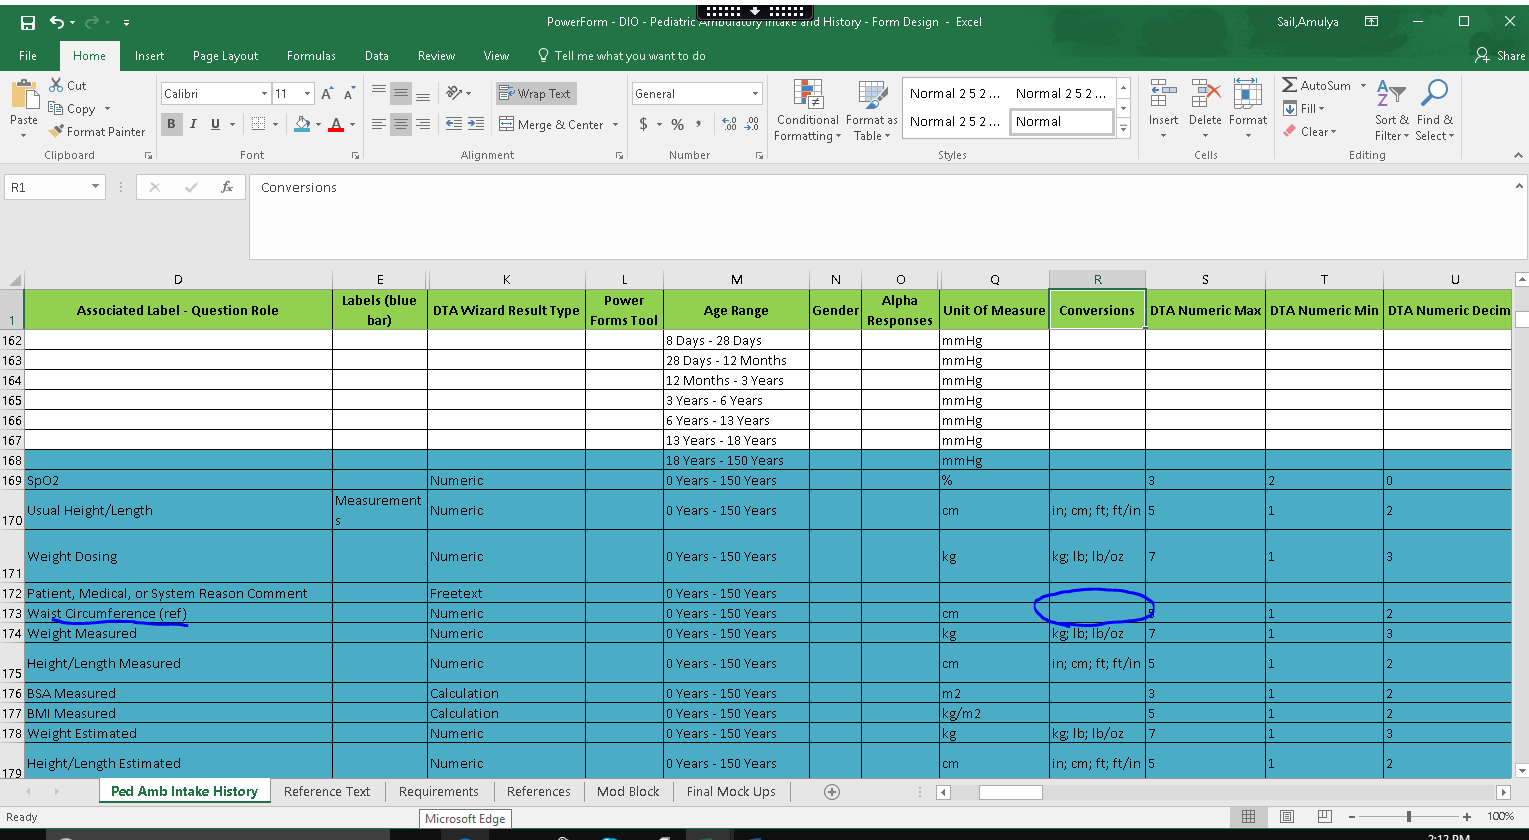 PowerForm - DIO - Pediatric Ambulatory Intake and History - Form Design - Excel
Sail,Amulya
File Home Insert Page Layout Formulas Data Review View Tell me what you want to do
Share
Paste
Cut
Copy
Format Painter
Clipboard
Calibri 11
B I U
Font
Wrap Text
Merge & Center
Alignment
General
$ % ,
Number
Conditional Formatting
Format as Table
Normal 2 5 2 ... Normal 2 5 2 ...
Normal 2 5 2 ... Normal
Styles
Insert Delete Format
Cells
AutoSum
Fill
Clear
Sort & Filter
Find & Select
Editing
R1 fx Conversions
D E K L M N O Q R S T U
1 Associated Label - Question Role Labels (blue bar) DTA Wizard Result Type Power Forms Tool Age Range Gender Alpha Responses Unit Of Measure Conversions DTA Numeric Max DTA Numeric Min DTA Numeric Decim
162 8 Days - 28 Days mmHg
163 28 Days - 12 Months mmHg
164 12 Months - 3 Years mmHg
165 3 Years - 6 Years mmHg
166 6 Years - 13 Years mmHg
167 13 Years - 18 Years mmHg
168 18 Years - 150 Years mmHg
169 SpO2 Numeric 0 Years - 150 Years % 3 2 0
170 Usual Height/Length Measurements Numeric 0 Years - 150 Years cm in; cm; ft; ft/in 5 1 2
171 Weight Dosing Numeric 0 Years - 150 Years kg kg; lb; lb/oz 7 1 3
172 Patient, Medical, or System Reason Comment Freetext 0 Years - 150 Years
173 Waist Circumference (ref) Numeric 0 Years - 150 Years cm 5 1 2
174 Weight Measured Numeric 0 Years - 150 Years kg kg; lb; lb/oz 7 1 3
175 Height/Length Measured Numeric 0 Years - 150 Years cm in; cm; ft; ft/in 5 1 2
176 BSA Measured Calculation 0 Years - 150 Years m2 3 1 2
177 BMI Measured Calculation 0 Years - 150 Years kg/m2 5 1 2
178 Weight Estimated Numeric 0 Years - 150 Years kg kg; lb; lb/oz 7 1 3
179 Height/Length Estimated Numeric 0 Years - 150 Years cm in; cm; ft; ft/in 5 1 2
Ped Amb Intake History Reference Text Requirements References Mod Block Final Mock Ups
Ready
100%
Microsoft Edge
2:12 PM